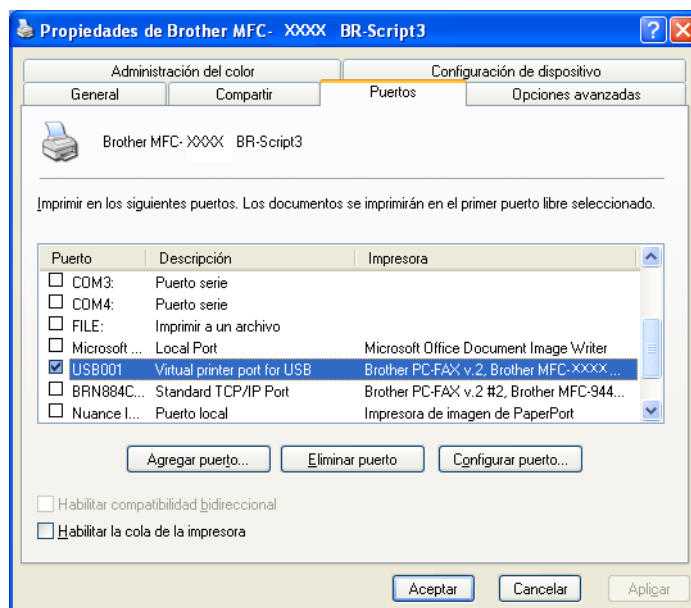 Propiedades de Brother MFC- XXXX BR-Script3
Administración del color Configuración de dispositivo
General Compartir Puertos Opciones avanzadas
Brother MFC- XXXX BR-Script3
Imprimir en los siguientes puertos. Los documentos se imprimirán en el primer puerto libre seleccionado.
Puerto Descripción Impresora
COM3: Puerto serie
COM4: Puerto serie
FILE: Imprimir a un archivo
Microsoft ... Local Port Microsoft Office Document Image Writer
USB001 Virtual printer port for USB Brother PC-FAX v.2, Brother MFC-XXXX ...
BRN884C... Standard TCP/IP Port Brother PC-FAX v.2 #2, Brother MFC-944...
Nuance I... Puerto local Impresora de imagen de PaperPort
Agregar puerto... Eliminar puerto Configurar puerto...
Habilitar compatibilidad bidireccional
Habilitar la cola de la impresora
Aceptar Cancelar Aplicar